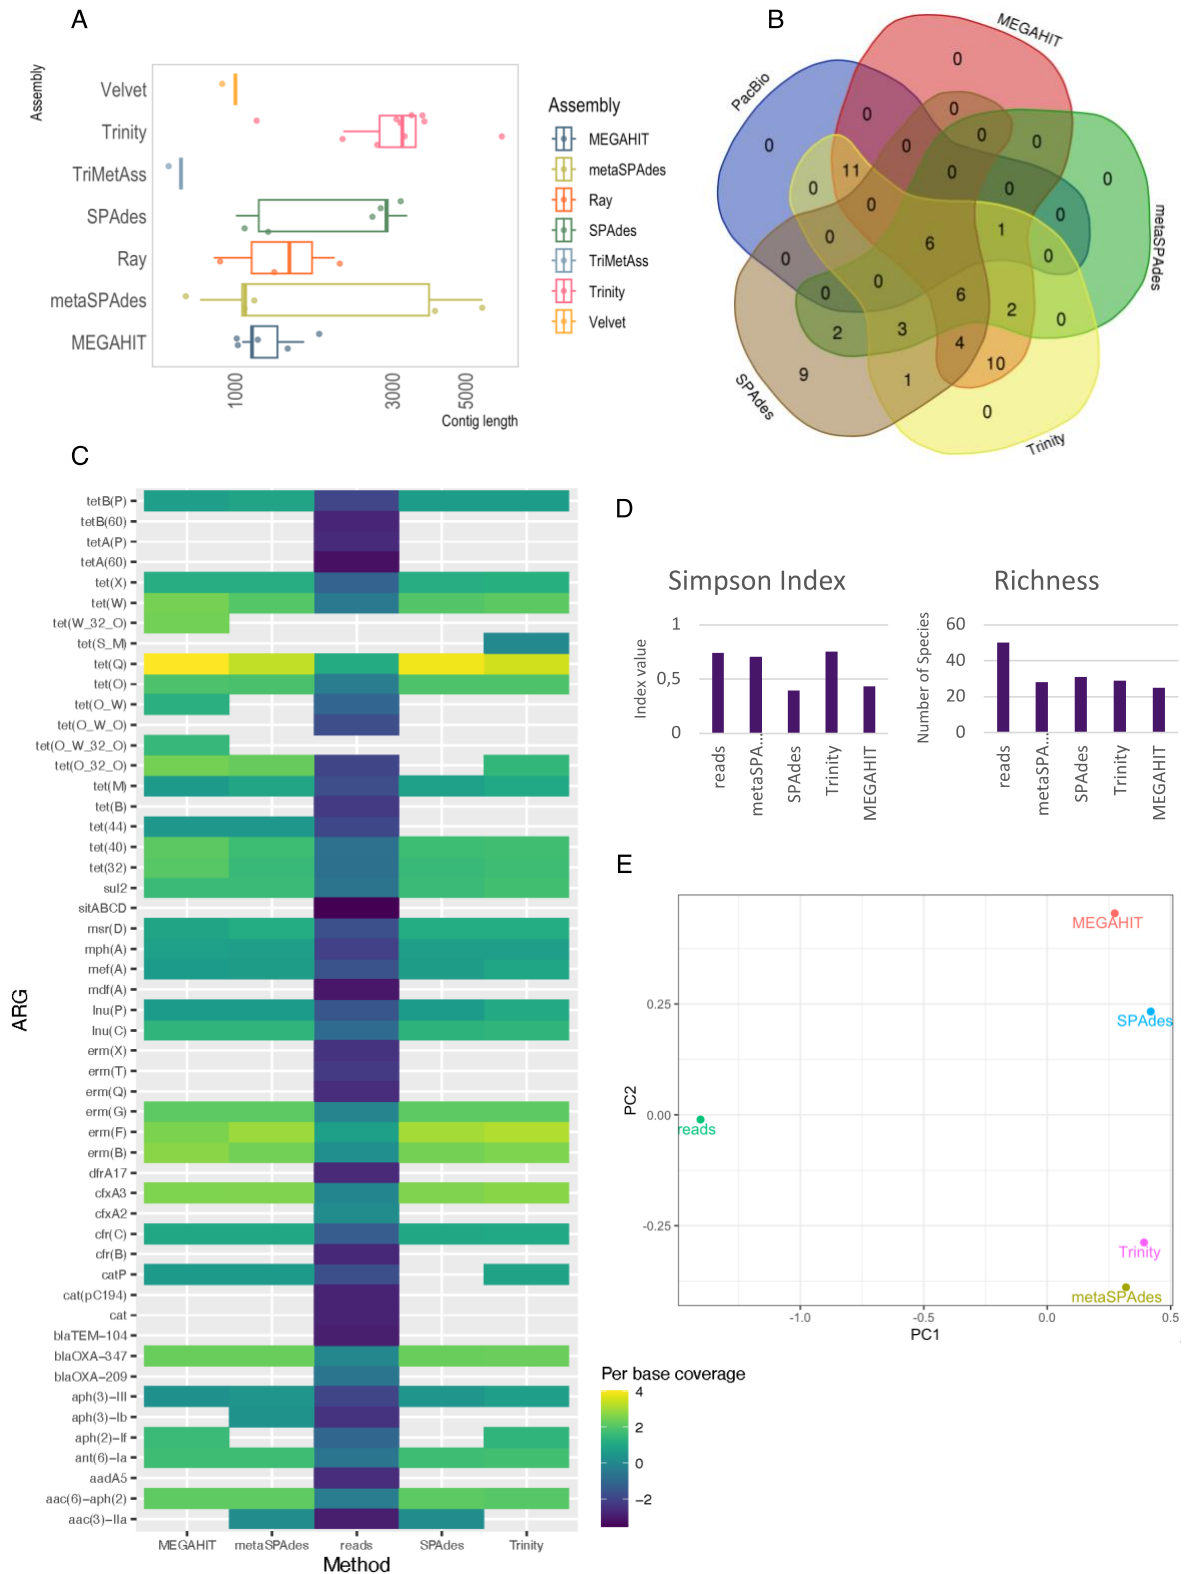 A
Assembly
Velvet
Trinity
TriMetAss
SPAdes
Ray
metaSPAdes
MEGAHIT
1000
3000
5000
Contig length
Assembly
MEGAHIT
metaSPAdes
Ray
SPAdes
TriMetAss
Trinity
Velvet
B
MEGAHIT
PacBio
metaSPAdes
SPAdes
Trinity
0
0
0
0
0
0
0
0
11
0
0
0
0
0
0
0
1
6
0
0
0
0
0
6
2
0
2
3
4
10
9
1
0
C
ARG
tetB(P)
tetB(60)
tetA(P)
tetA(60)
tet(X)
tet(W)
tet(W_32_O)
tet(S_M)
tet(Q)
tet(O)
tet(O_W)
tet(O_W_O)
tet(O_W_32_O)
tet(O_32_O)
tet(M)
tet(B)
tet(44)
tet(40)
tet(32)
sul2
sitABCD
msr(D)
mph(A)
mef(A)
mdf(A)
lnu(P)
lnu(C)
erm(X)
erm(T)
erm(Q)
erm(G)
erm(F)
erm(B)
dfrA17
cfxA3
cfxA2
cfr(C)
cfr(B)
catP
cat(pC194)
cat
blaTEM-104
blaOXA-347
blaOXA-209
aph(3)-III
aph(3)-Ib
aph(2)-If
ant(6)-Ia
aadA5
aac(6)-aph(2)
aac(3)-IIa
MEGAHIT metaSPAdes reads SPAdes Trinity
Method
Per base coverage
4
2
0
−2
D
Simpson Index
Index value
1
0,5
0
reads
metaSPA...
SPAdes
Trinity
MEGAHIT
Richness
Number of Species
60
40
20
0
reads
metaSPA...
SPAdes
Trinity
MEGAHIT
E
PC2
0.25
0.00
-0.25
MEGAHIT
SPAdes
reads
Trinity
metaSPAdes
-1.0 -0.5 0.0 0.5
PC1